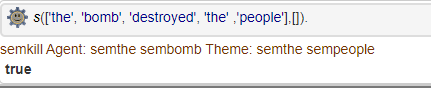 s(['the', 'bomb', 'destroyed', 'the' ,'people'],[]).
semkill Agent: semthe sembomb Theme: semthe sempeople
true